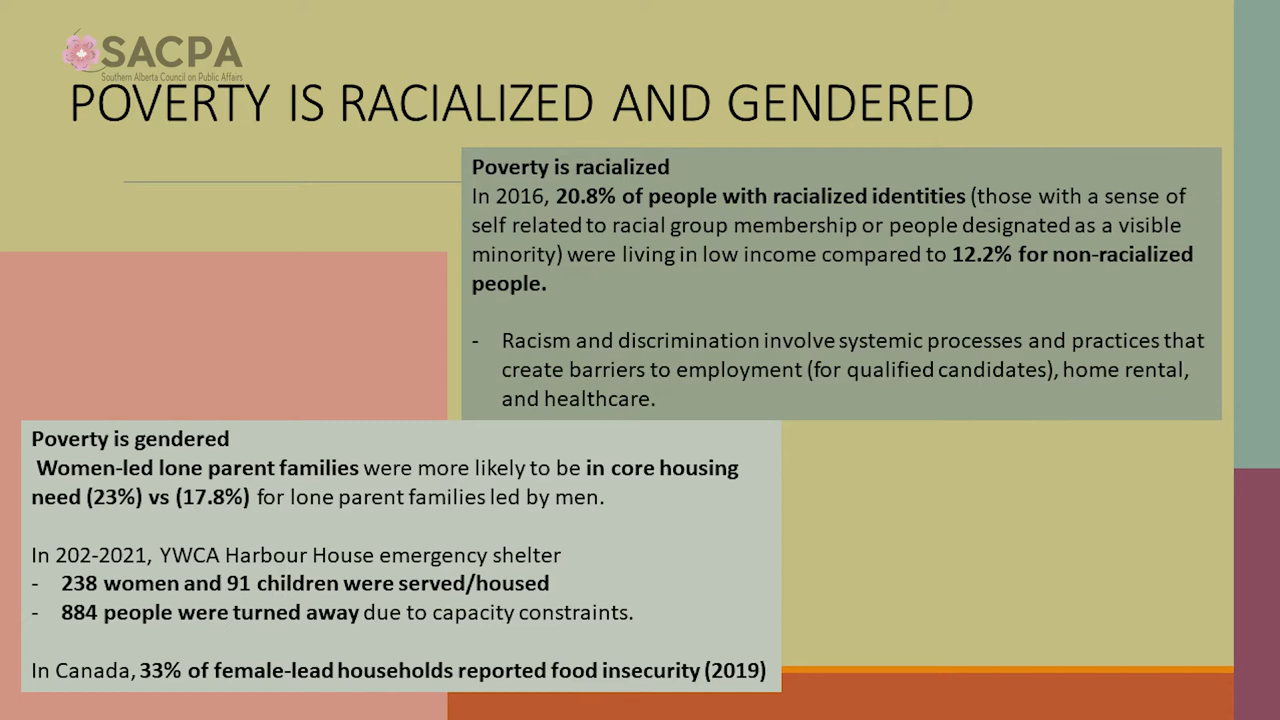 SACPA
Southern Alberta Council on Public Affairs
POVERTY IS RACIALIZED AND GENDERED
Poverty is racialized
In 2016, 20.8% of people with racialized identities (those with a sense of
self related to racial group membership or people designated as a visible
minority) were living in low income compared to 12.2% for non-racialized
people.
- Racism and discrimination involve systemic processes and practices that
create barriers to employment (for qualified candidates), home rental,
and healthcare.
Poverty is gendered
Women-led lone parent families were more likely to be in core housing
need (23%) vs (17.8%) for lone parent families led by men.
In 202-2021, YWCA Harbour House emergency shelter
- 238 women and 91 children were served/housed
- 884 people were turned away due to capacity constraints.
In Canada, 33% of female-lead households reported food insecurity (2019)